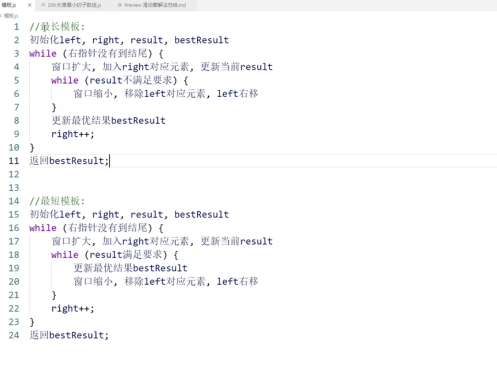 模板.js
209.长度最小的子数组.js
Preview 滑动窗解法总结.md
模板.js
1 //最长模板:
2 初始化left, right, result, bestResult
3 while (右指针没有到结尾) {
4 窗口扩大, 加入right对应元素, 更新当前result
5 while (result不满足要求) {
6 窗口缩小, 移除left对应元素, left右移
7 }
8 更新最优结果bestResult
9 right++;
10 }
11 返回bestResult;
12
13
14 //最短模板:
15 初始化left, right, result, bestResult
16 while (右指针没有到结尾) {
17 窗口扩大, 加入right对应元素, 更新当前result
18 while (result满足要求) {
19 更新最优结果bestResult
20 窗口缩小, 移除left对应元素, left右移
21 }
22 right++;
23 }
24 返回bestResult;